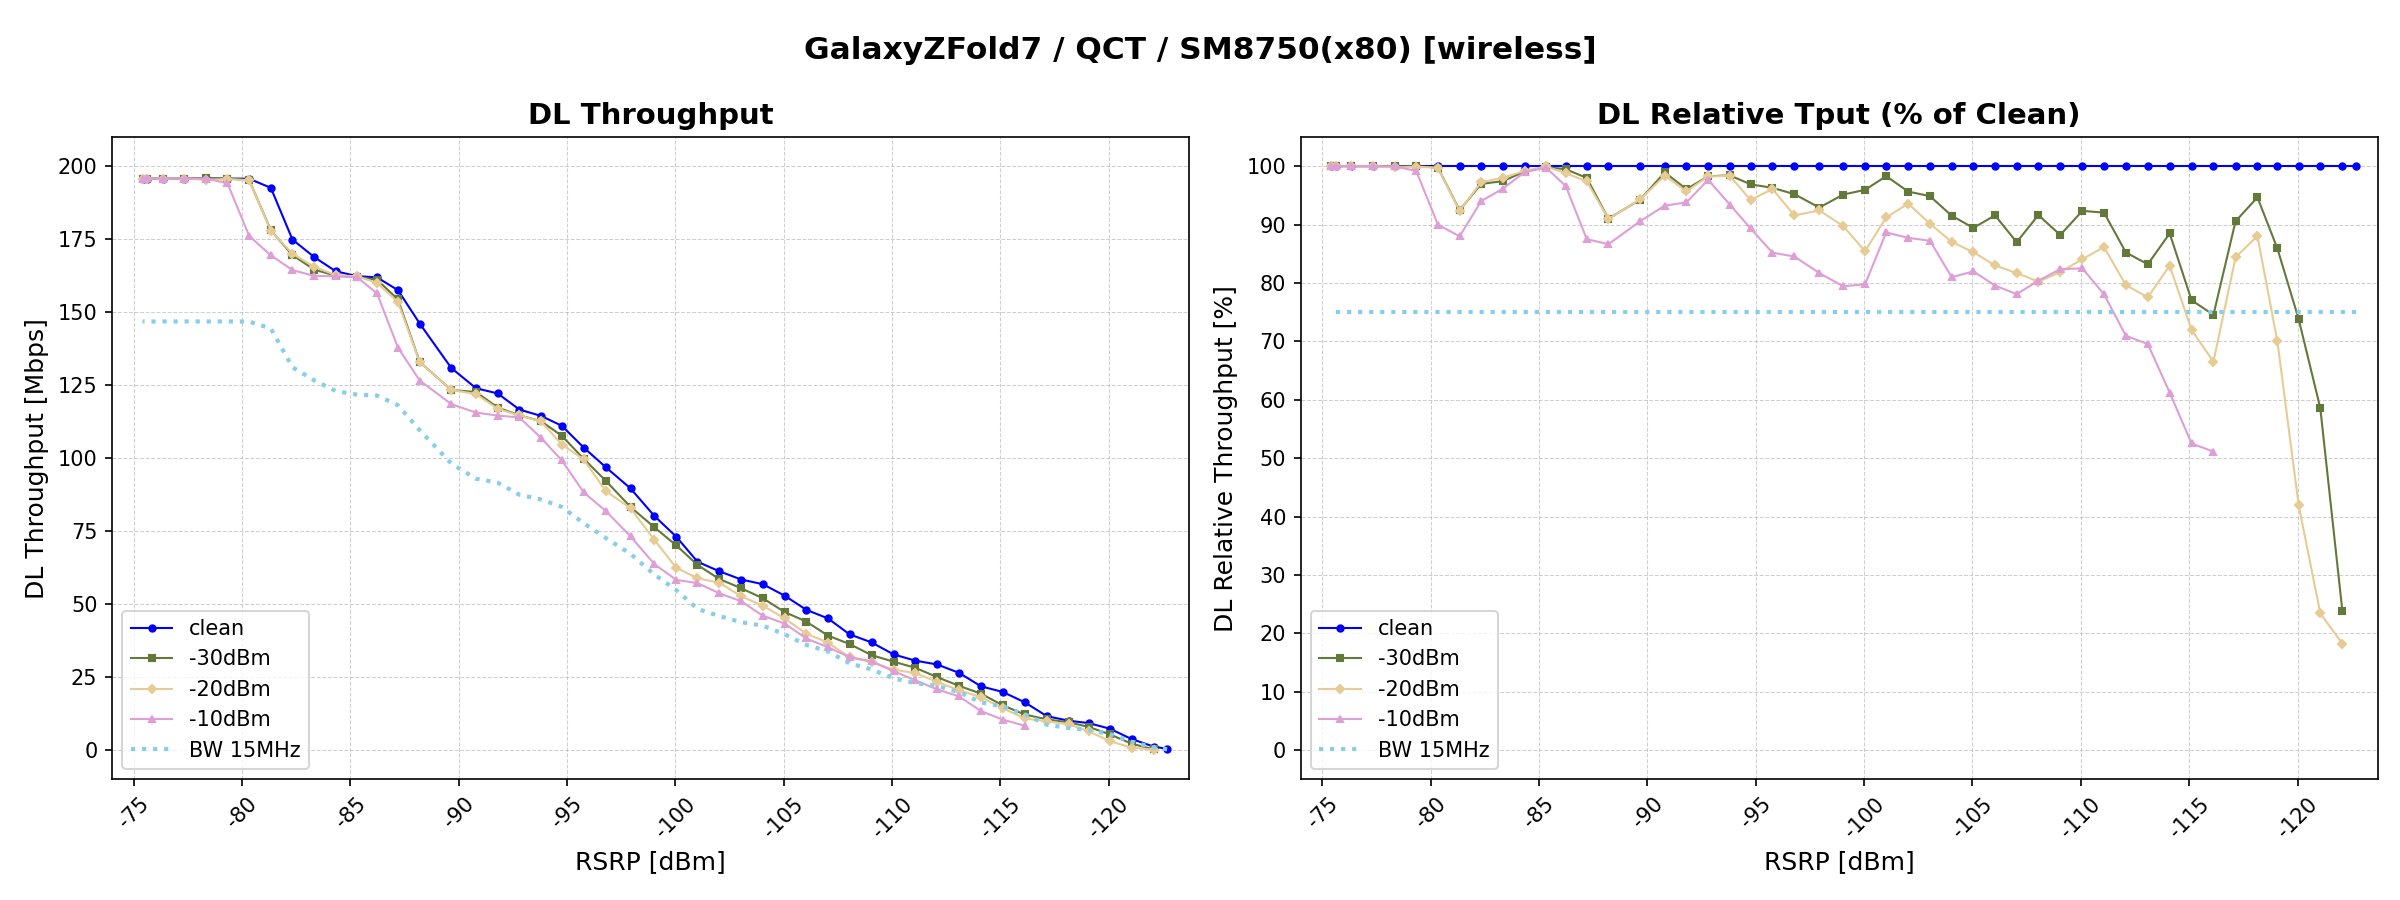 GalaxyZFold7 / QCT / SM8750(x80) [wireless]
DL Throughput
DL Throughput [Mbps]
200
175
150
125
100
75
50
25
0
clean
-30dBm
-20dBm
-10dBm
BW 15MHz
-75
-80
-85
-90
-95
-100
-105
-110
-115
-120
RSRP [dBm]
DL Relative Tput (% of Clean)
DL Relative Throughput [%]
100
90
80
70
60
50
40
30
20
10
0
clean
-30dBm
-20dBm
-10dBm
BW 15MHz
-75
-80
-85
-90
-95
-100
-105
-110
-115
-120
RSRP [dBm]